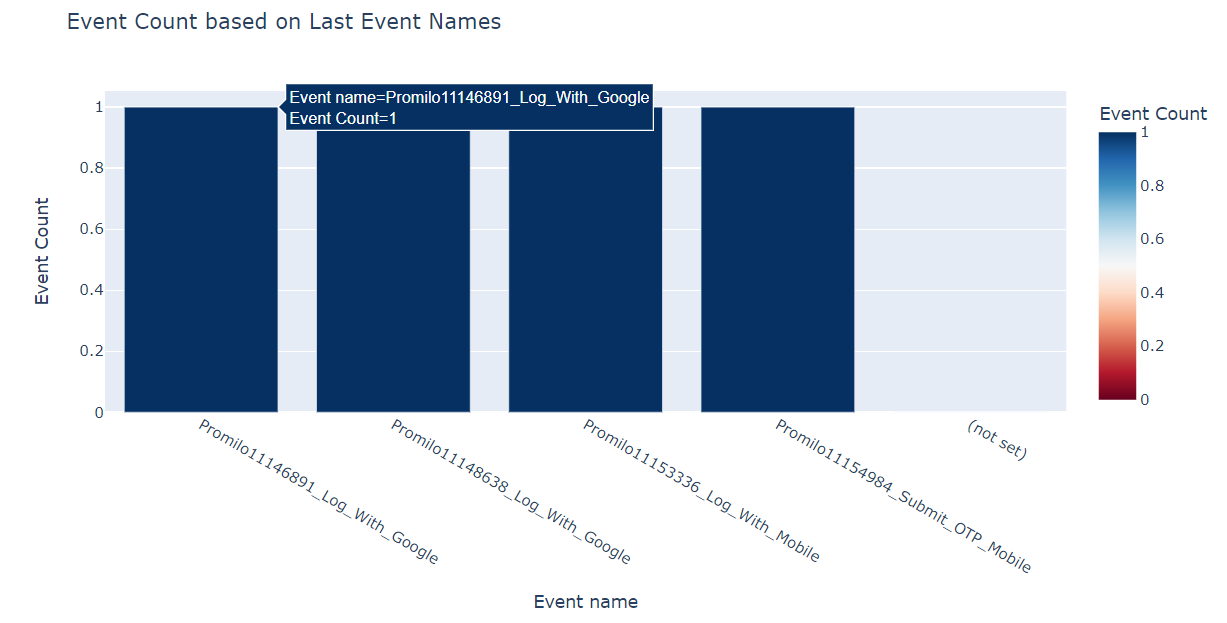 Event Count based on Last Event Names
Event name=Promilo11146891_Log_With_Google
Event Count=1
Event Count
1
0.8
0.6
0.4
0.2
0
Event Count
1
0.8
0.6
0.4
0.2
0
Promilo11146891_Log_With_Google
Promilo11148638_Log_With_Google
Promilo11153336_Log_With_Mobile
Promilo11154984_Submit_OTP_Mobile
(not set)
Event name